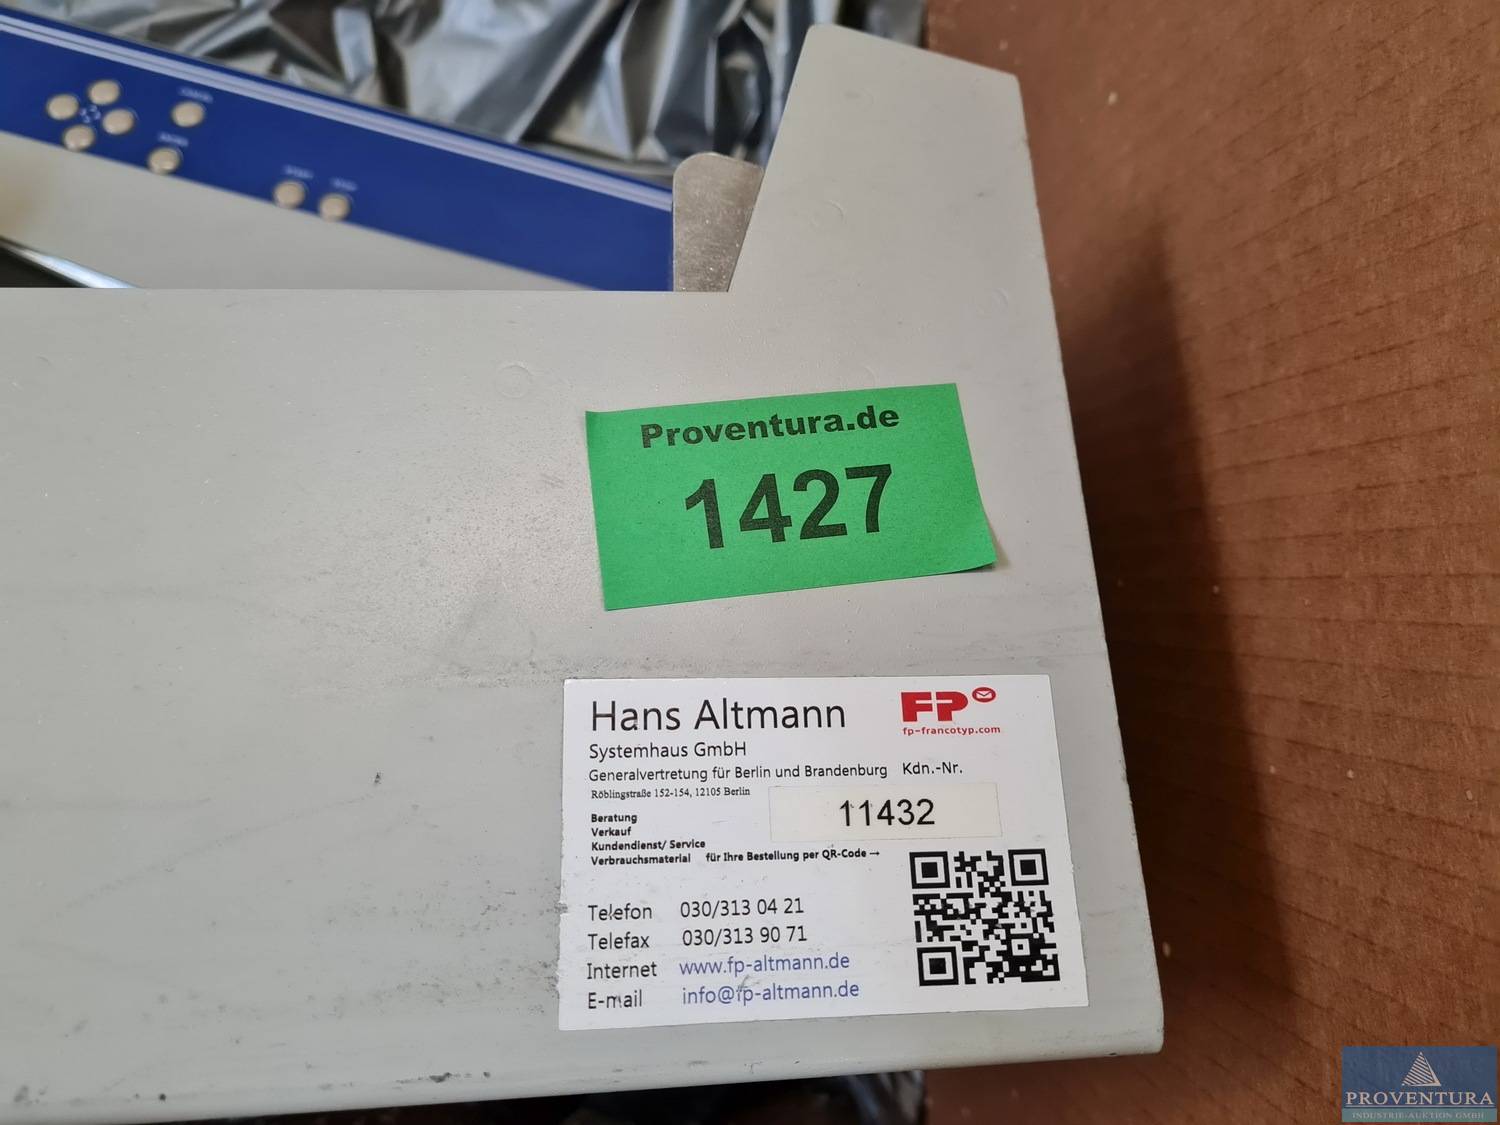 Proventura.de
1427
Hans Altmann
FP
fp-francotyp.com
Systemhaus GmbH
Generalvertretung für Berlin und Brandenburg Kdn.-Nr.
Röblingstraße 152-154, 12105 Berlin
11432
Beratung
Verkauf
Kundendienst/ Service
Verbrauchsmaterial für Ihre Bestellung per QR-Code →
Telefon 030/313 04 21
Telefax 030/313 90 71
Internet www.fp-altmann.de
E-mail info@fp-altmann.de
PROVENTURA
INDUSTRIE-AUKTION GMBH